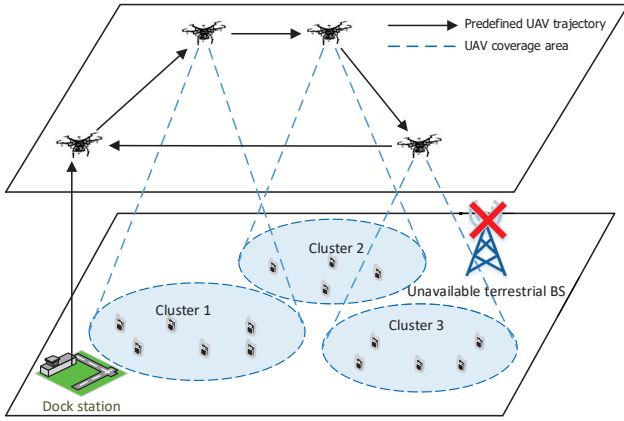 Predefined UAV trajectory
UAV coverage area
Cluster 2
Unavailable terrestrial BS
Cluster 1
Cluster 3
Dock station